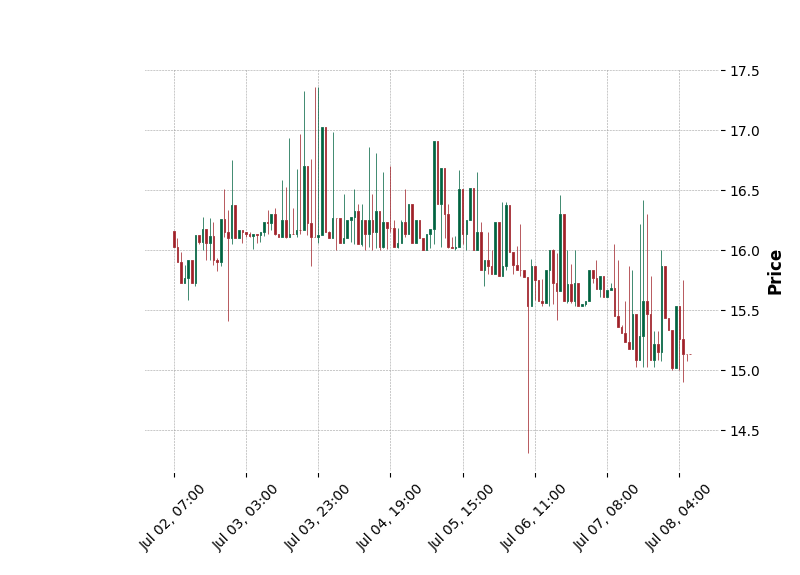 17.5
17.0
16.5
16.0
15.5
15.0
14.5
Price
Jul 02, 07:00
Jul 03, 03:00
Jul 03, 23:00
Jul 04, 19:00
Jul 05, 15:00
Jul 06, 11:00
Jul 07, 08:00
Jul 08, 04:00